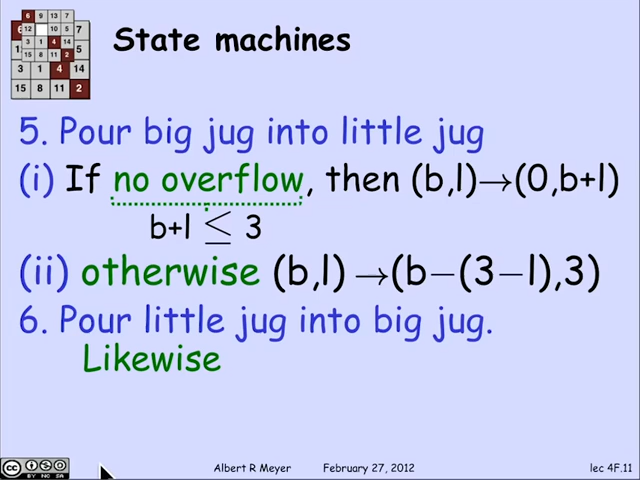 State machines
5. Pour big jug into little jug
(i) If no overflow, then (b,l)→(0,b+l)
b+l ≤ 3
(ii) otherwise (b,l) →(b−(3−l),3)
6. Pour little jug into big jug.
Likewise
Albert R Meyer February 27, 2012 lec 4F.11